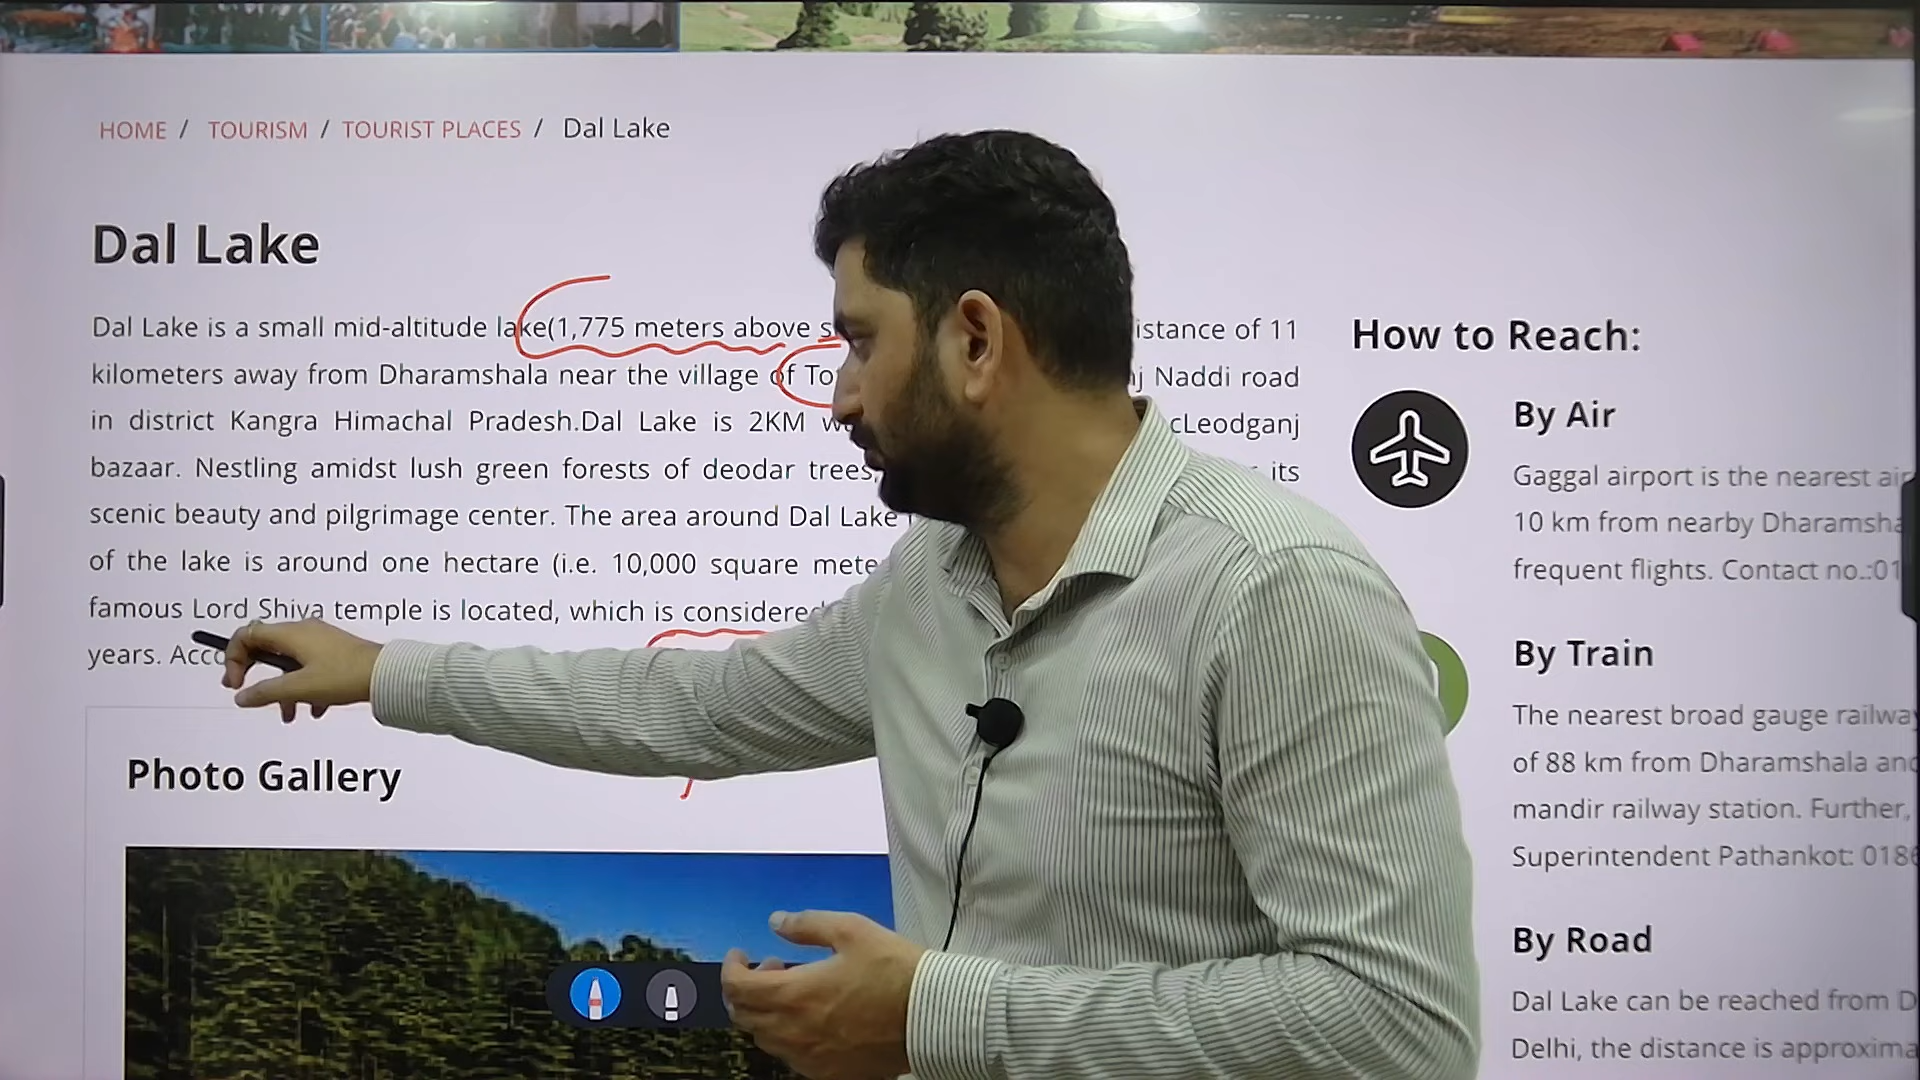 HOME / TOURISM / TOURIST PLACES / Dal Lake
Dal Lake
Dal Lake is a small mid-altitude lake(1,775 meters above
istance of 11
kilometers away from Dharamshala near the village of
Naddi road
in district Kangra Himachal Pradesh.Dal Lake is 2KM
cLeodganj
bazaar. Nestling amidst lush green forests of deodar trees,
its
scenic beauty and pilgrimage center. The area around Dal Lake
of the lake is around one hectare (i.e. 10,000 square mete
famous Lord Shiva temple is located, which is considered
years. Acco
Photo Gallery
How to Reach:
By Air
Gaggal airport is the nearest air
10 km from nearby Dharamsha
frequent flights. Contact no.:01
By Train
The nearest broad gauge railway
of 88 km from Dharamshala and
mandir railway station. Further,
Superintendent Pathankot: 0186
By Road
Dal Lake can be reached from D
Delhi, the distance is approxima